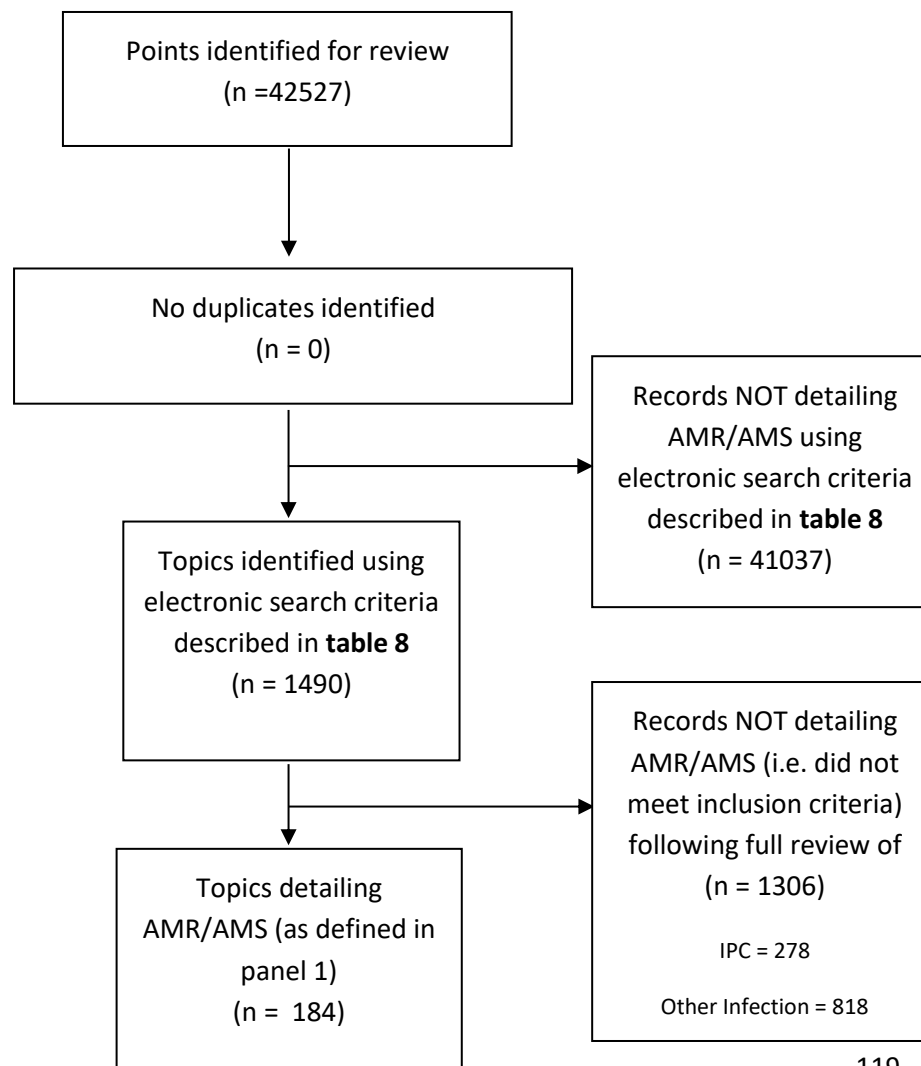 Points identified for review
(n =42527)
No duplicates identified
(n = 0)
Records NOT detailing
AMR/AMS using
electronic search criteria
described in table 8
(n = 41037)
Topics identified using
electronic search criteria
described in table 8
(n = 1490)
Records NOT detailing
AMR/AMS (i.e. did not
meet inclusion criteria)
following full review of
(n = 1306)
IPC = 278
Other Infection = 818
Topics detailing
AMR/AMS (as defined in
panel 1)
(n =  184)